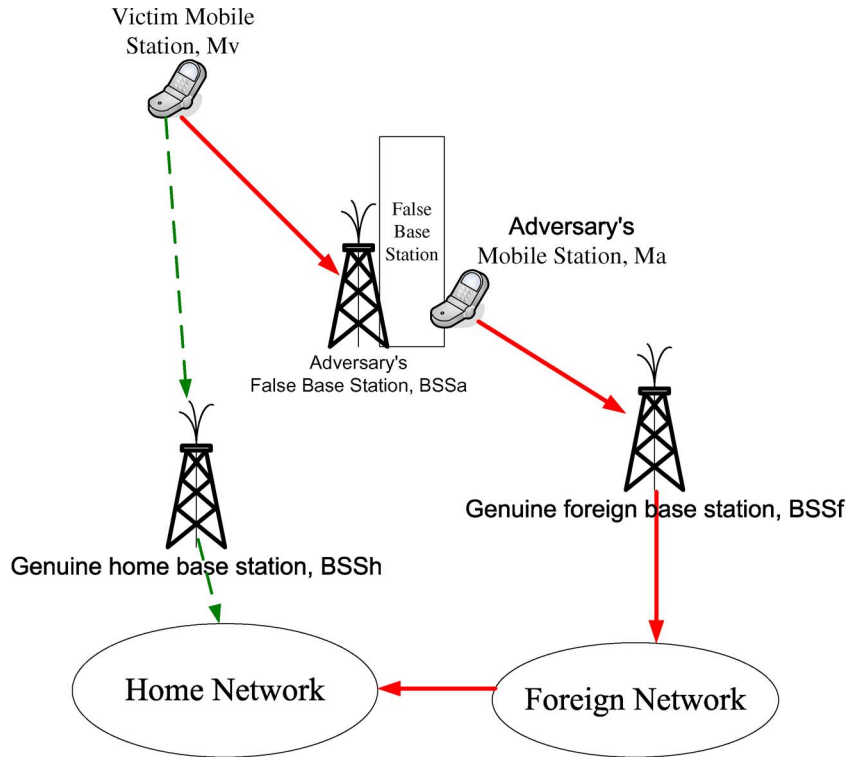 Victim Mobile
Station, Mv
False
Base
Station
Adversary's
Mobile Station, Ma
Adversary's
False Base Station, BSSa
Genuine foreign base station, BSSf
Genuine home base station, BSSh
Home Network
Foreign Network